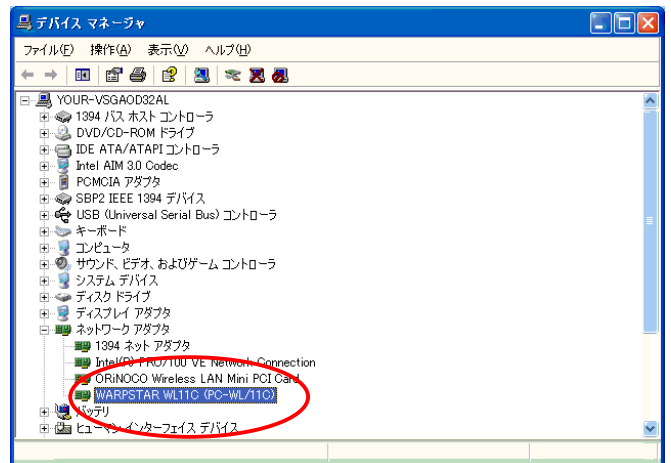 デバイス マネージャ
ファイル(F) 操作(A) 表示(V) ヘルプ(H)
YOUR-VSGAOD32AL
1394 バス ホスト コントローラ
DVD/CD-ROM ドライブ
IDE ATA/ATAPI コントローラ
Intel AIM 3.0 Codec
PCMCIA アダプタ
SBP2 IEEE 1394 デバイス
USB (Universal Serial Bus) コントローラ
キーボード
コンピュータ
サウンド、ビデオ、およびゲーム コントローラ
システム デバイス
ディスク ドライブ
ディスプレイ アダプタ
ネットワーク アダプタ
1394 ネット アダプタ
Intel(R) PRO/100 VE Network Connection
ORiNOCO Wireless LAN Mini PCI Card
WARPSTAR WL11C (PC-WL/11C)
バッテリ
ヒューマン インターフェイス デバイス